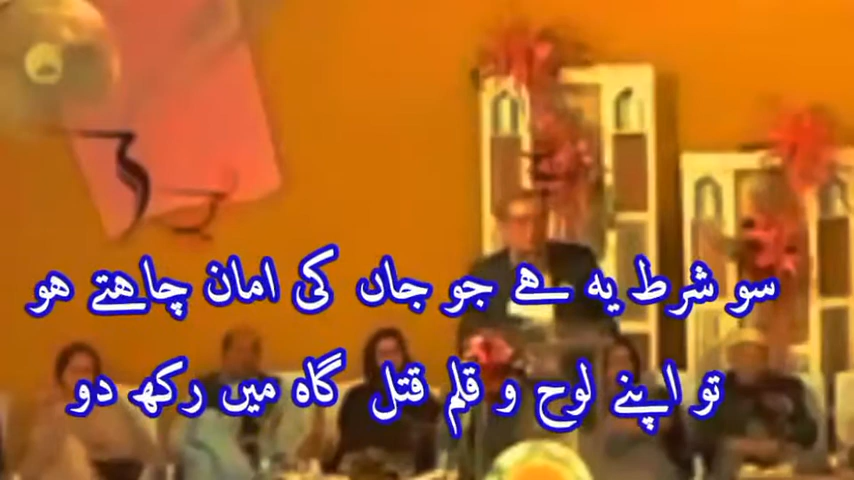 سو شرط یہ ہے جو جاں کی امان چاہتے ہو
تو اپنے لوح و قلم قتل گاہ میں رکھ دو